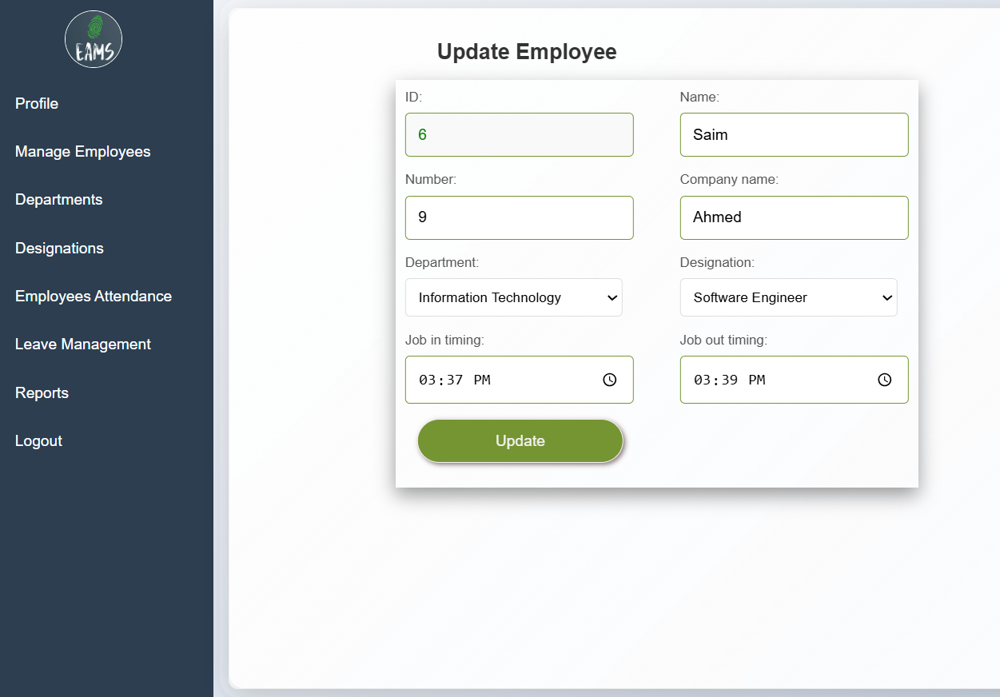 EAMS
Profile
Manage Employees
Departments
Designations
Employees Attendance
Leave Management
Reports
Logout
Update Employee
ID: Name:
6 Saim
Number: Company name:
9 Ahmed
Department: Designation:
Information Technology Software Engineer
Job in timing: Job out timing:
03:37 PM 03:39 PM
Update